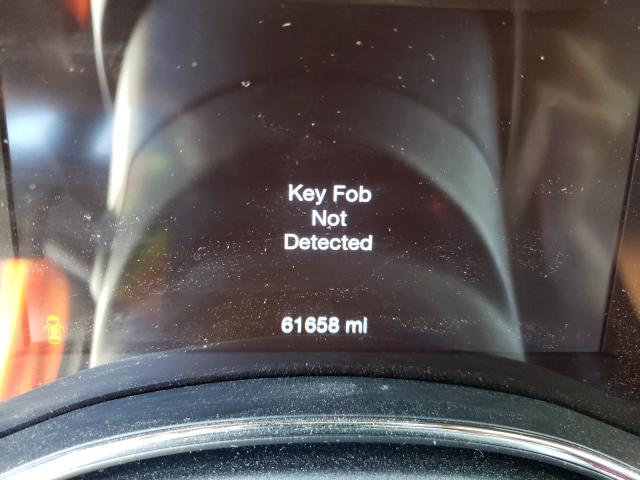 Key Fob
Not
Detected
61658 mi